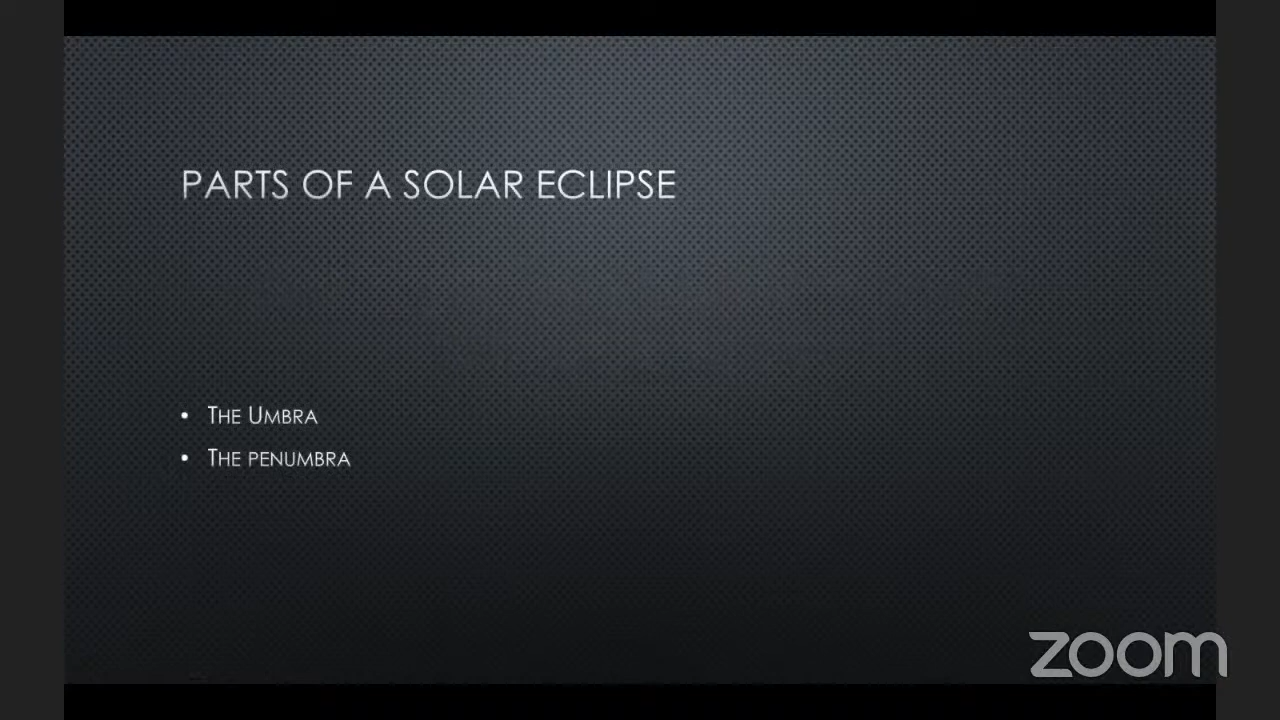 PARTS OF A SOLAR ECLIPSE
• THE UMBRA
• THE PENUMBRA
zoom